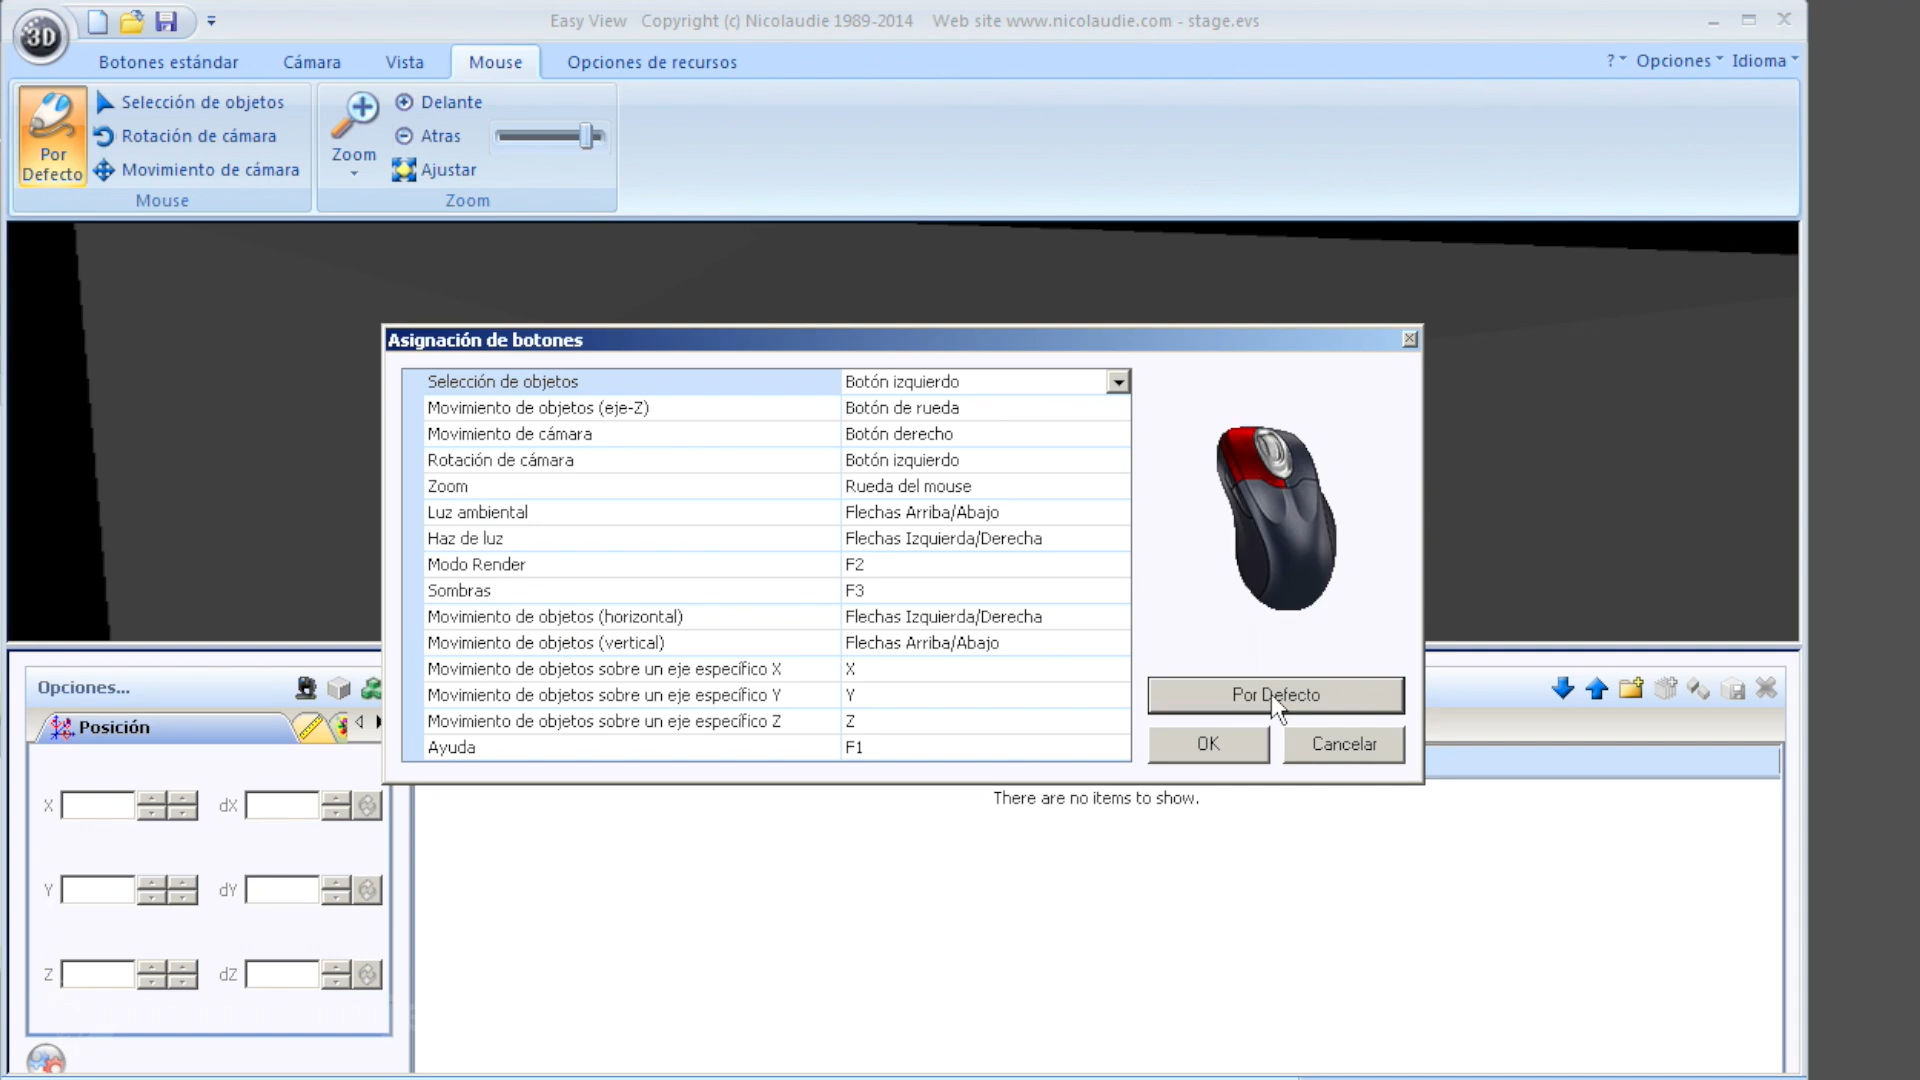 3D
Easy View Copyright (c) Nicolaudie 1989-2014 Web site www.nicolaudie.com - stage.evs
Botones estándar Cámara Vista Mouse Opciones de recursos ? Opciones Idioma
Por Defecto
Selección de objetos
Rotación de cámara
Movimiento de cámara
Mouse
Zoom
Delante
Atras
Ajustar
Zoom
Asignación de botones
Selección de objetos Botón izquierdo
Movimiento de objetos (eje-Z) Botón de rueda
Movimiento de cámara Botón derecho
Rotación de cámara Botón izquierdo
Zoom Rueda del mouse
Luz ambiental Flechas Arriba/Abajo
Haz de luz Flechas Izquierda/Derecha
Modo Render F2
Sombras F3
Movimiento de objetos (horizontal) Flechas Izquierda/Derecha
Movimiento de objetos (vertical) Flechas Arriba/Abajo
Movimiento de objetos sobre un eje específico X X
Movimiento de objetos sobre un eje específico Y Y
Movimiento de objetos sobre un eje específico Z Z
Ayuda F1
Por Defecto
OK Cancelar
Opciones...
Posición
X dX
Y dY
Z dZ
There are no items to show.